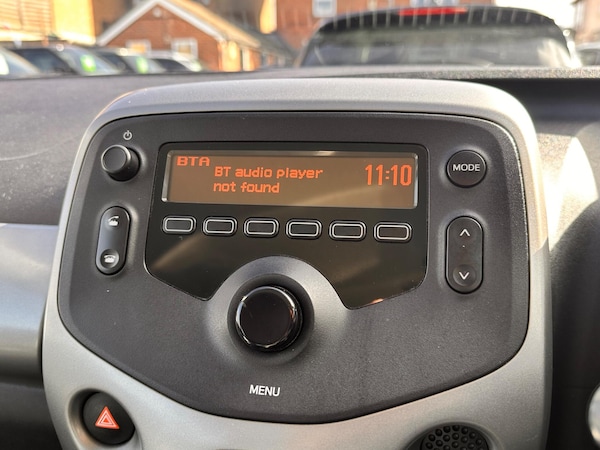 BTA
BT audio player
not found
11:10
MODE
MENU